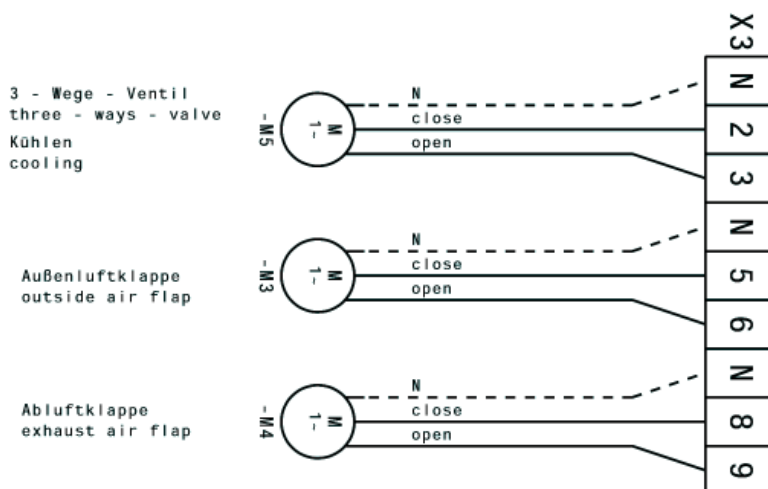 X3
3 - Wege - Ventil
three - ways - valve
Kühlen
cooling
-M5
M
1~
N
close
open
N
2
3
Außenluftklappe
outside air flap
-M3
M
1~
N
close
open
N
5
6
Abluftklappe
exhaust air flap
-M4
M
1~
N
close
open
N
8
9